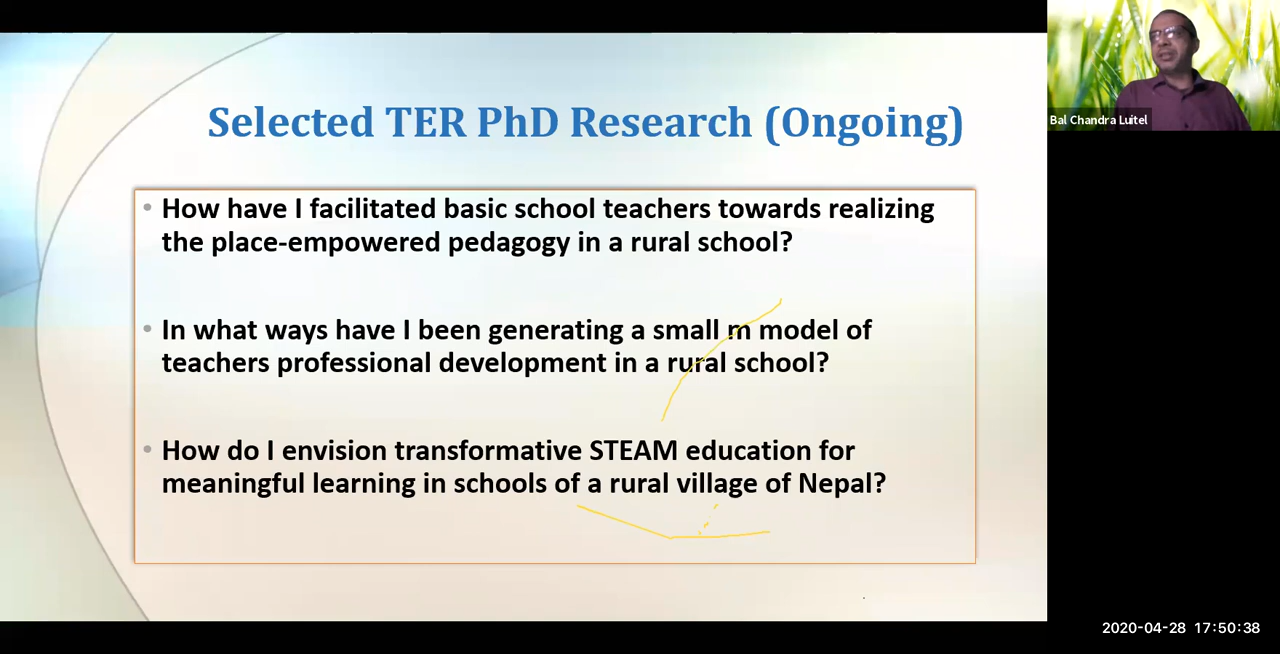 Selected TER PhD Research (Ongoing)
• How have I facilitated basic school teachers towards realizing
the place-empowered pedagogy in a rural school?
• In what ways have I been generating a small m model of
teachers professional development in a rural school?
• How do I envision transformative STEAM education for
meaningful learning in schools of a rural village of Nepal?
Bal Chandra Luitel
2020-04-28 17:50:38